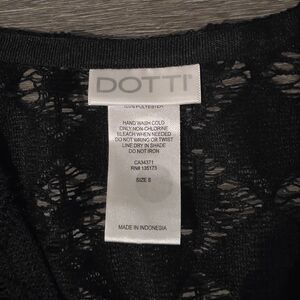 DOTTI
100% POLYESTER
HAND WASH COLD
ONLY NON-CHLORINE
BLEACH WHEN NEEDED
DO NOT WRING OR TWIST
LINE DRY IN SHADE
DO NOT IRON
CA34371
RN# 135173
SIZE S
MADE IN INDONESIA